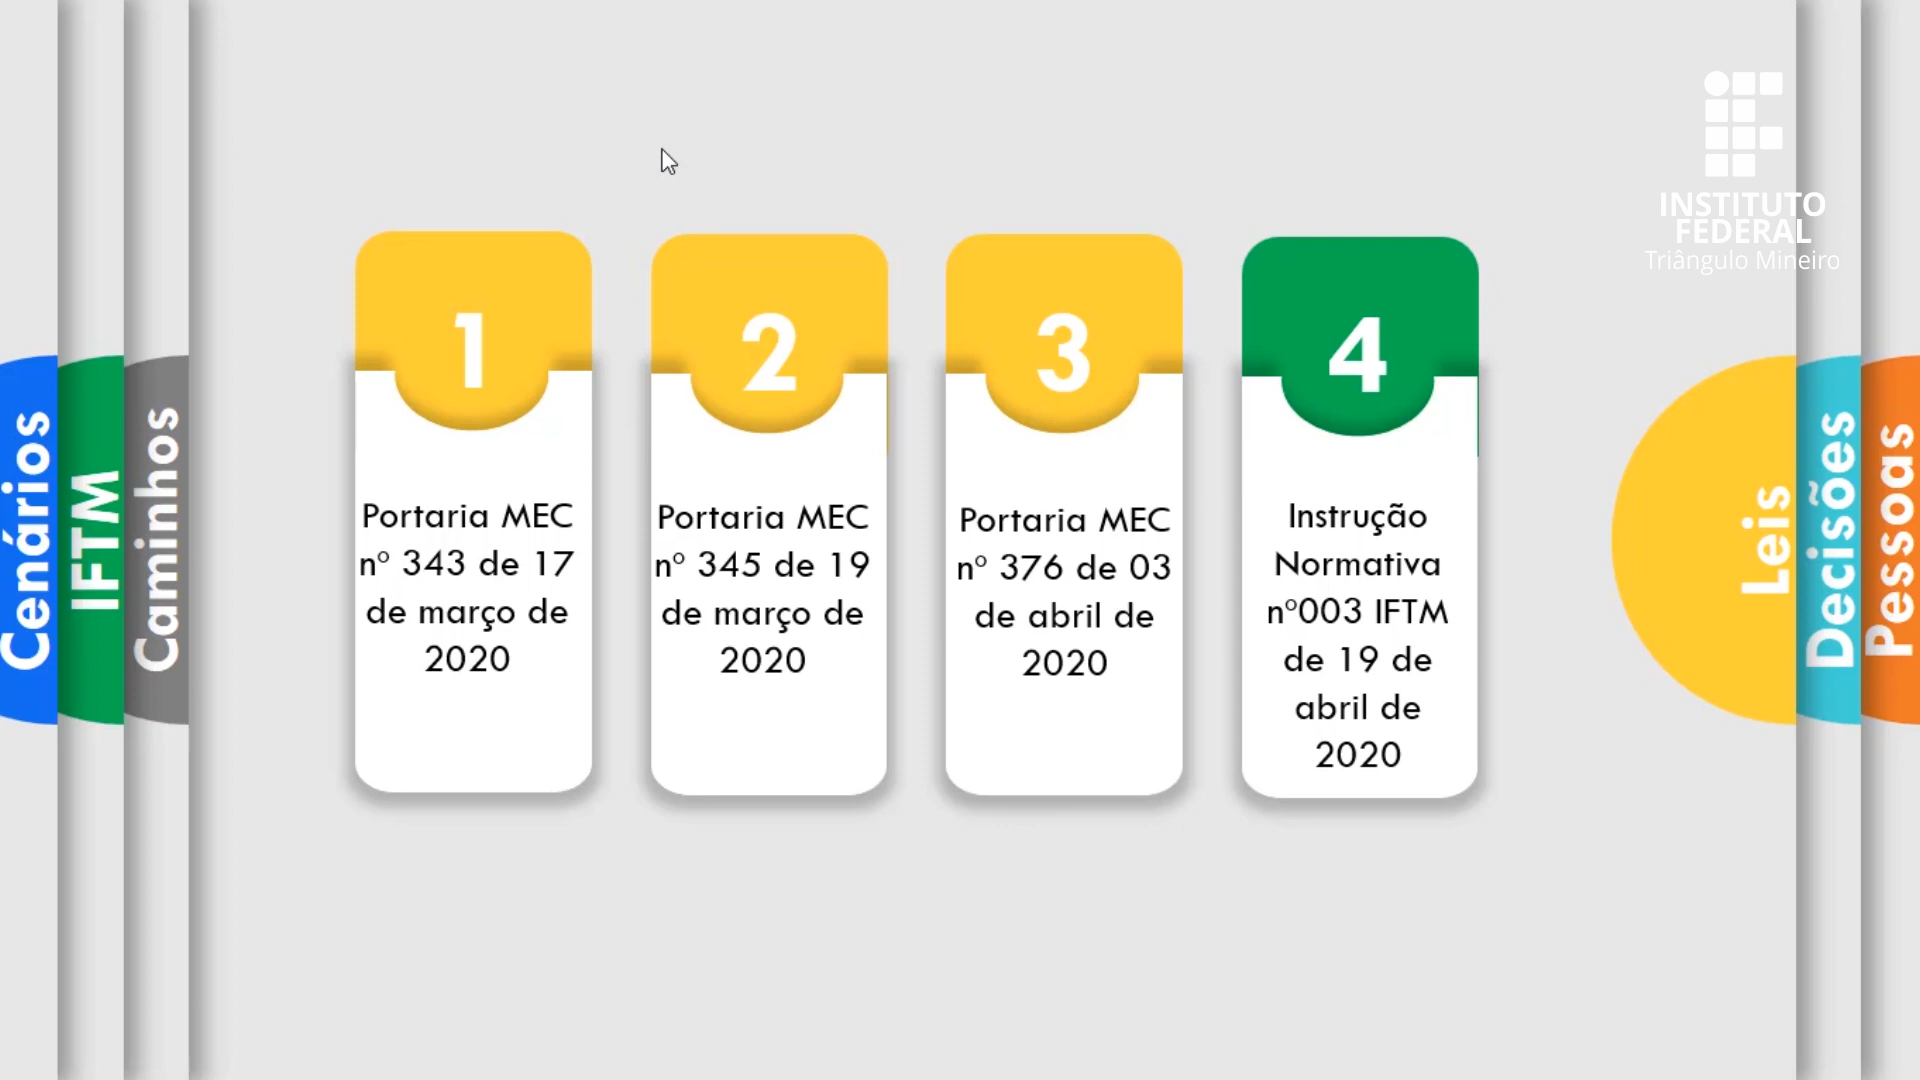 Cenários
IFTM
Caminhos
1
Portaria MEC
nº 343 de 17
de março de
2020
2
Portaria MEC
nº 345 de 19
de março de
2020
3
Portaria MEC
nº 376 de 03
de abril de
2020
4
Instrução
Normativa
nº003 IFTM
de 19 de
abril de
2020
INSTITUTO
FEDERAL
Triângulo Mineiro
Leis
Decisões
Pessoas